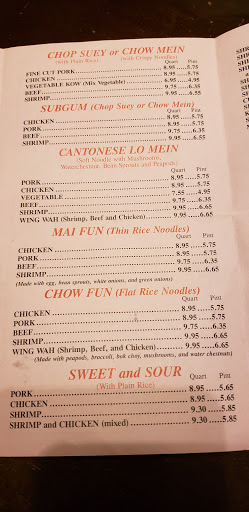 CHOP SUEY or CHOW MEIN
(with Plain Rice) (with Crispy Noodles)
Quart Pint
FINE CUT PORK 8.95 5.75
CHICKEN 8.95 5.75
VEGETABLE KOW (Mix Vegetable) 7.75
BEEF 9.75 6.35
SHRIMP 9.95 6.55
SUBGUM (Chop Suey or Chow Mein)
Quart Pint
CHICKEN 8.95 5.75
PORK 8.95 5.75
BEEF 9.75 6.35
SHRIMP 9.95 6.55
CANTONESE LO MEIN
(Soft Noodle with Mushrooms,
Waterchestnut, Bean Sprouts and Peapods)
Quart Pint
PORK 8.95 5.75
CHICKEN 8.95 5.75
VEGETABLE 7.55 4.95
BEEF 9.75 6.35
SHRIMP 9.95 6.65
WING WAH (Shrimp, Beef and Chicken) 9.95 6.65
MAI FUN (Thin Rice Noodles)
Quart Pint
CHICKEN 8.95 5.75
PORK 8.95 5.75
BEEF 9.75 6.35
SHRIMP 9.95 6.65
(Made with egg, bean sprouts, white onions, and green onions)
CHOW FUN (Flat Rice Noodles)
Quart Pint
CHICKEN 8.95 5.75
PORK 8.95 5.75
BEEF 9.75 6.35
SHRIMP 9.95 6.65
WING WAH (Shrimp, Beef, and Chicken) 9.95 6.65
(Made with peapods, broccoli, bok choy, mushrooms, and water chestnuts)
SWEET and SOUR
(With Plain Rice)
Quart Pint
PORK 8.95 5.65
CHICKEN 8.95 5.65
SHRIMP 9.30 5.85
SHRIMP and CHICKEN (mixed) 9.30 5.85